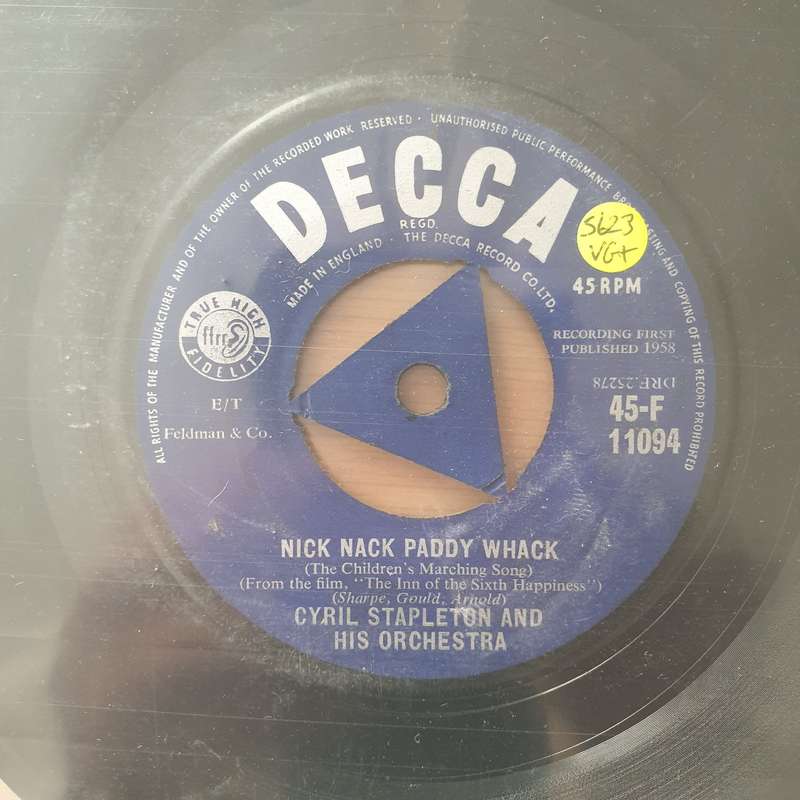 ALL RIGHTS OF THE MANUFACTURER AND OF THE OWNER OF THE RECORDED WORK RESERVED · UNAUTHORISED PUBLIC PERFORMANCE BROADCASTING AND COPYING OF THIS RECORD PROHIBITED
DECCA
REGD.
MADE IN ENGLAND · THE DECCA RECORD CO. LTD.
5623
VG+
45 RPM
TRUE HIGH
ffrr
FIDELITY
RECORDING FIRST
PUBLISHED 1958
E/T
DRF.25278
Feldman & Co.
45-F
11094
NICK NACK PADDY WHACK
(The Children's Marching Song)
(From the film, "The Inn of the Sixth Happiness")
(Sharpe, Gould, Arnold)
CYRIL STAPLETON AND
HIS ORCHESTRA